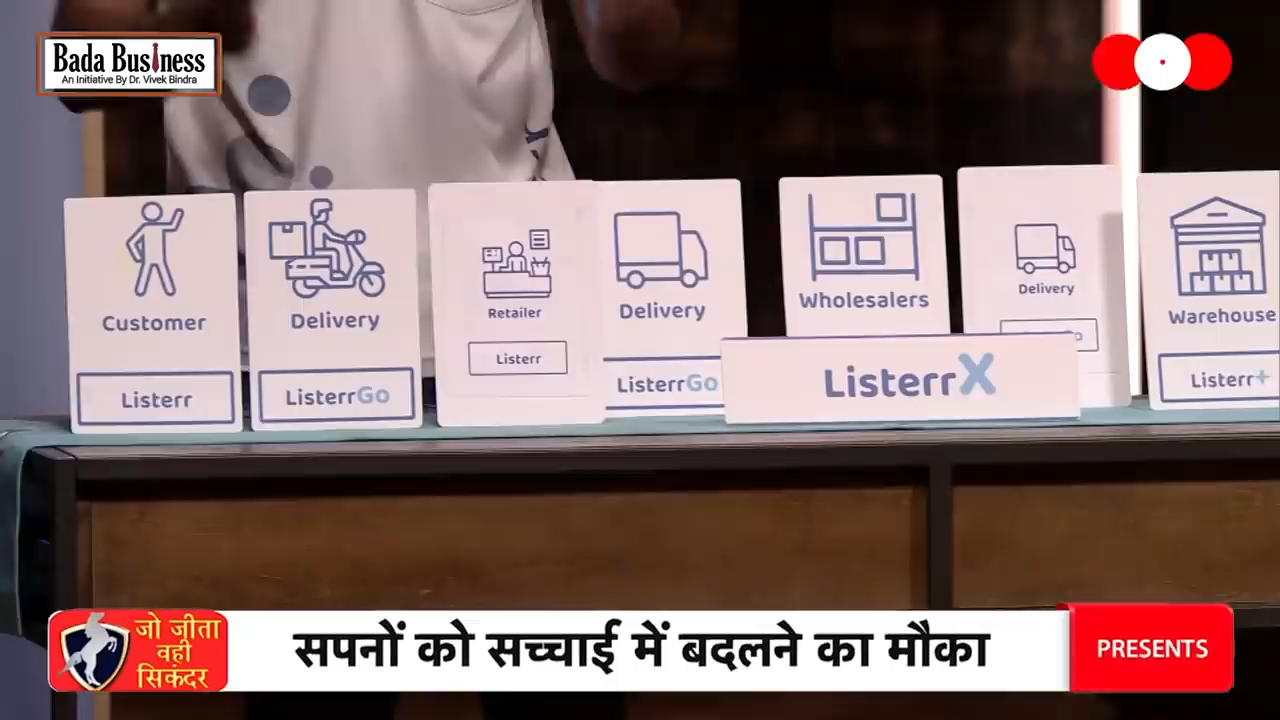 Bada Business
An Initiative By Dr. Vivek Bindra
Customer
Listerr
Delivery
ListerrGo
Retailer
Listerr
Delivery
ListerrGo
Wholesalers
ListerrX
Delivery
Warehouse
Listerr+
जो जीता
वही
सिकंदर
सपनों को सच्चाई में बदलने का मौका
PRESENTS